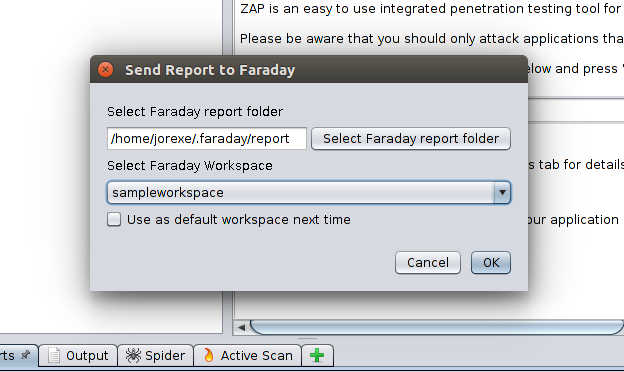 ZAP is an easy to use integrated penetration testing tool for
Please be aware that you should only attack applications tha
Send Report to Faraday
elow and press "
Select Faraday report folder
/home/jorexe/.faraday/report
Select Faraday report folder
Select Faraday Workspace
s tab for details
sampleworkspace
Use as default workspace next time
our application
Cancel
OK
rts
Output
Spider
Active Scan